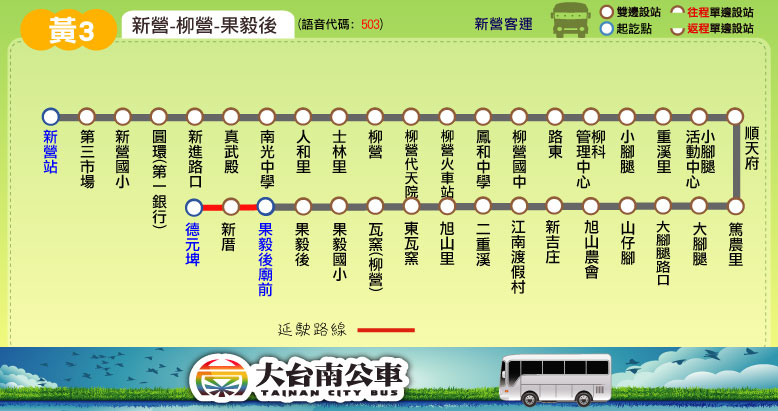 黃3
新營-柳營-果毅後
(語音代碼: 503)
新營客運
雙邊設站
往程單邊設站
起訖點
返程單邊設站
新營站
第三市場
新營國小
圓環(第一銀行)
新進路口
真武殿
南光中學
人和里
士林里
柳營
柳營代天院
柳營火車站
鳳和中學
柳營國中
路東
柳科管理中心
小腳腿
重溪里
小腳腿活動中心
順天府
德元埤
新厝
果毅後廟前
果毅後
果毅國小
瓦窯(柳營)
東瓦窯
旭山里
二重溪
江南渡假村
新吉庄
旭山農會
山仔腳
大腳腿路口
大腳腿
篤農里
延駛路線
大台南公車
TAINAN CITY BUS